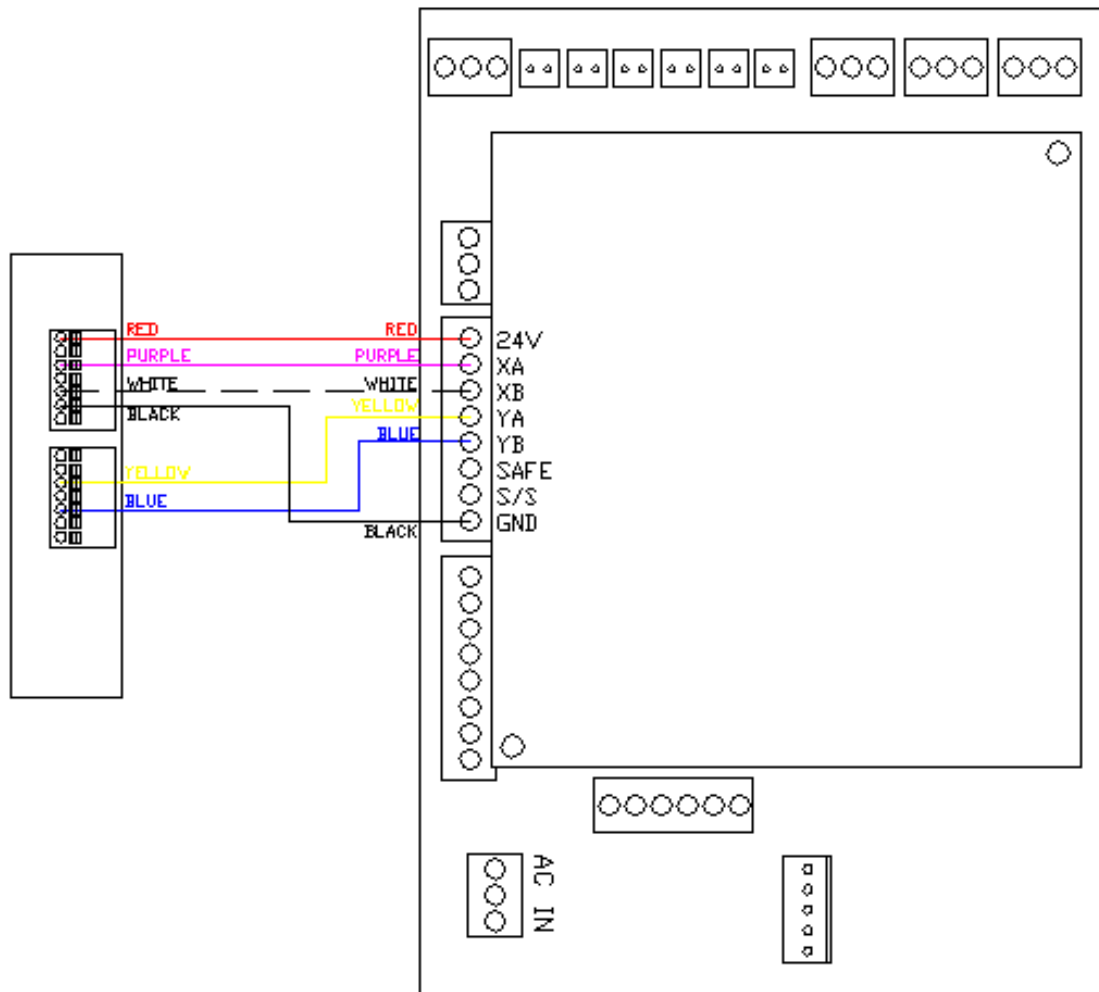 RED RED 24V
PURPLE PURPLE XA
WHITE WHITE XB
YELLOW YA
BLACK
BLUE YB
YELLOW SAFE
BLUE S/S
BLACK GND
AC IN